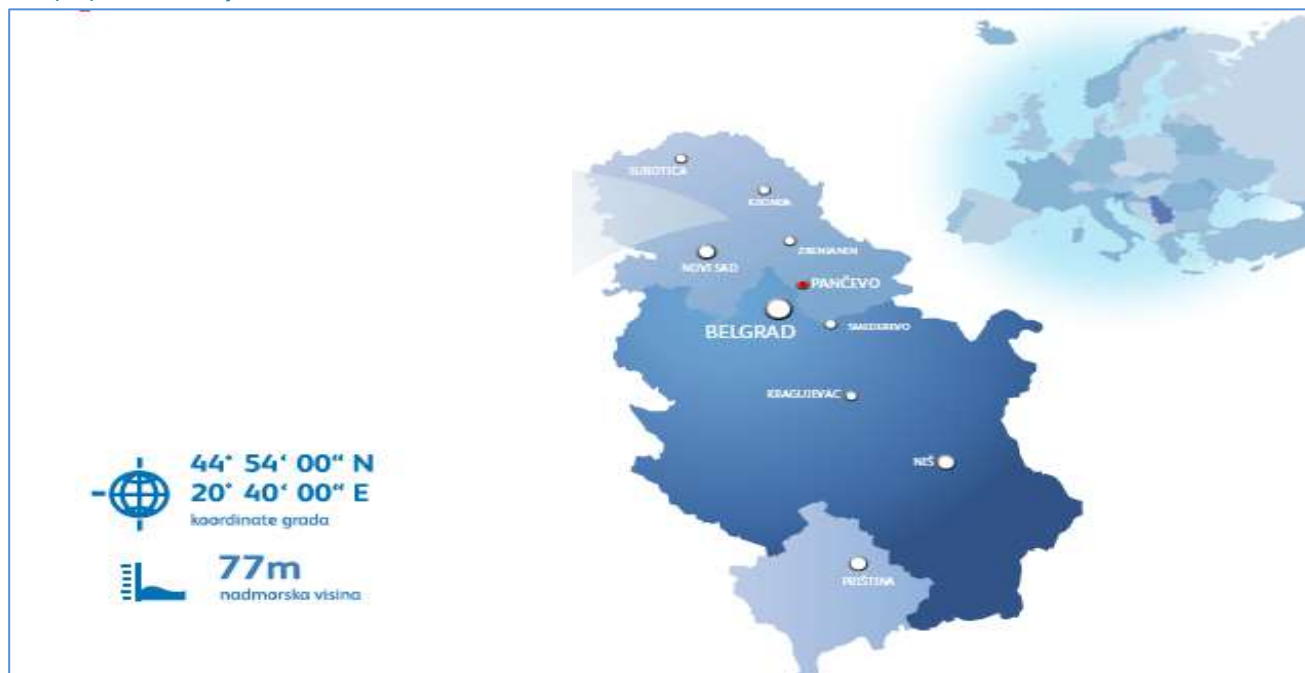 SUBOTICA
KIKINDA
ZRENJANIN
NOVI SAD
PANČEVO
BELGRAD
SMEDEREVO
KRAGUJEVAC
NIŠ
PRIŠTINA
44° 54‘ 00“ N
20° 40‘ 00“ E
koordinate grada
77m
nadmorska visina